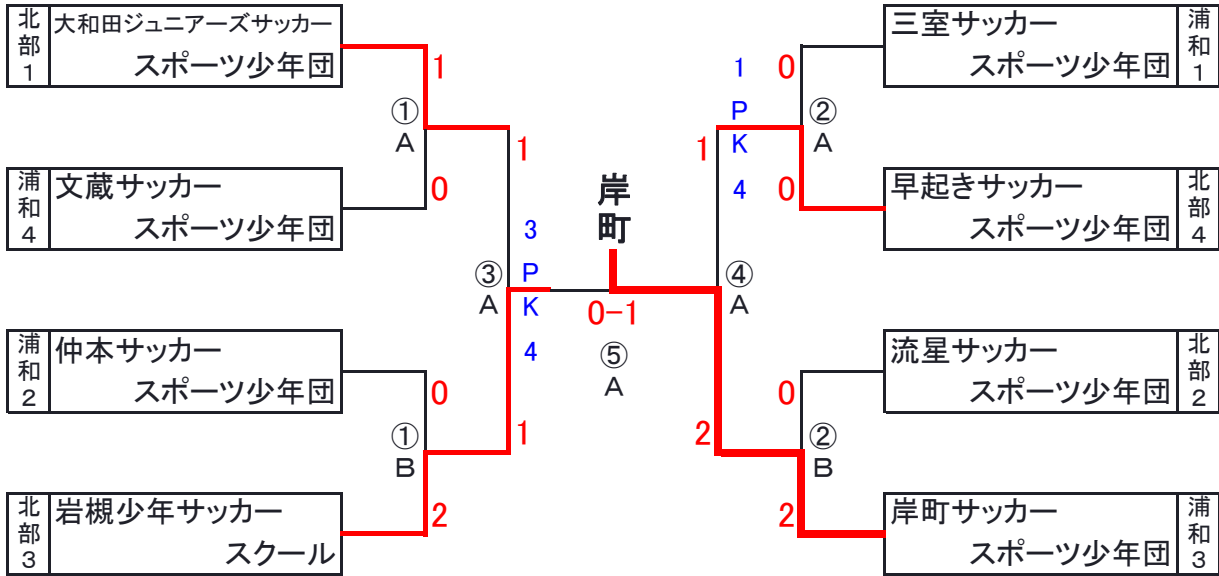 北部1
大和田ジュニアーズサッカー
スポーツ少年団
1
①
A
浦和4
文蔵サッカー
スポーツ少年団
0
1
3
PK
4
③
A
浦和2
仲本サッカー
スポーツ少年団
0
①
B
1
北部3
岩槻少年サッカー
スクール
2
岸町
0-1
⑤
A
三室サッカー
スポーツ少年団
浦和1
0
②
A
1
PK
4
1
早起きサッカー
スポーツ少年団
北部4
0
④
A
流星サッカー
スポーツ少年団
北部2
0
②
B
2
岸町サッカー
スポーツ少年団
浦和3
2